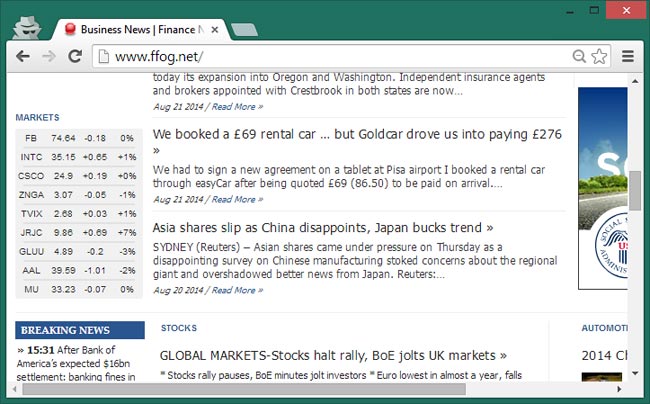 Business News | Finance N
www.ffog.net/
today its expansion into Oregon and Washington. Independent insurance agents
and brokers appointed with Crestbrook in both states are now...
Aug 21 2014 / Read More »
MARKETS
FB 74.64 -0.18 0%
INTC 35.15 +0.65 +1%
CSCO 24.9 +0.19 +0%
ZNGA 3.07 -0.05 -1%
TVIX 2.68 +0.03 +1%
JRJC 9.86 +0.69 +7%
GLUU 4.89 -0.2 -3%
AAL 39.59 -1.01 -2%
MU 33.23 -0.07 0%
We booked a £69 rental car ... but Goldcar drove us into paying £276
»
We had to sign a new agreement on a tablet at Pisa airport I booked a rental car
through easyCar after being quoted £69 (86.50) to be paid on arrival....
Aug 21 2014 / Read More »
Asia shares slip as China disappoints, Japan bucks trend »
SYDNEY (Reuters) – Asian shares came under pressure on Thursday as a
disappointing survey on Chinese manufacturing stoked concerns about the regional
giant and overshadowed better news from Japan. Reuters:...
Aug 20 2014 / Read More »
SO
SOCIAL
US
ADMINIS
BREAKING NEWS
» 15:31 After Bank of
America's expected $16bn
settlement: banking fines in
STOCKS
GLOBAL MARKETS-Stocks halt rally, BoE jolts UK markets »
* Stocks rally pauses, BoE minutes jolt investors * Euro lowest in almost a year, falls
AUTOMOTI
2014 Ch